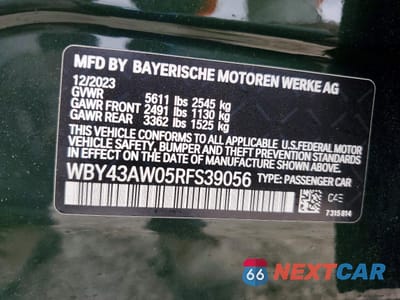 MFD BY BAYERISCHE MOTOREN WERKE AG
12/2023
GVWR 5611 lbs 2545 kg
GAWR FRONT 2491 lbs 1130 kg
GAWR REAR 3362 lbs 1525 kg
THIS VEHICLE CONFORMS TO ALL APPLICABLE U.S. FEDERAL MOTOR VEHICLE
SAFETY, BUMPER AND THEFT PREVENTION STANDARDS IN EFFECT ON THE
DATE OF MANUFACTURE SHOWN ABOVE.
WBY43AW05RFS39056 TYPE: PASSENGER CAR
C4E
7315814
66 NEXTCAR